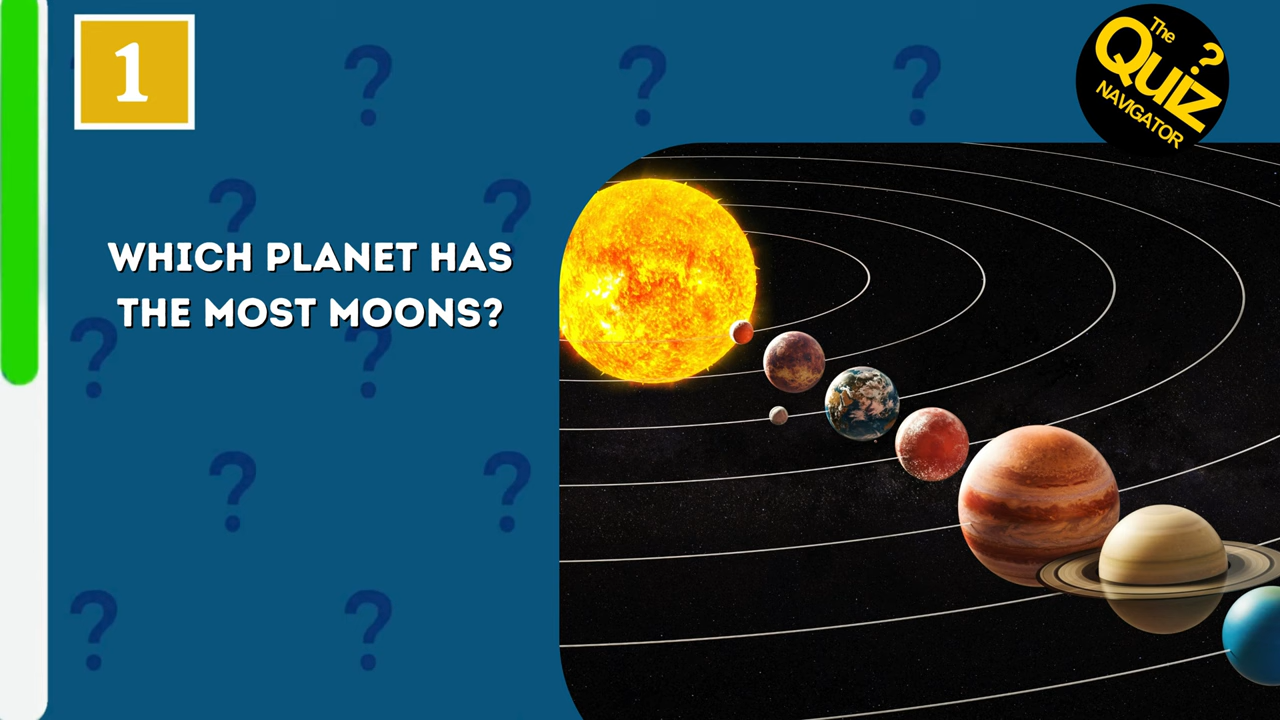 1
The
Quiz
NAVIGATOR
?
WHICH PLANET HAS
THE MOST MOONS?